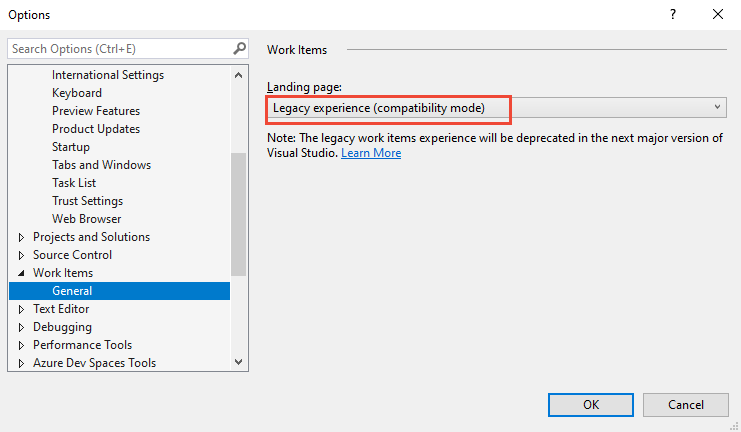 Options
?
Search Options (Ctrl+E)
International Settings
Keyboard
Preview Features
Product Updates
Startup
Tabs and Windows
Task List
Trust Settings
Web Browser
Projects and Solutions
Source Control
Work Items
General
Text Editor
Debugging
Performance Tools
Azure Dev Spaces Tools
Work Items
Landing page:
Legacy experience (compatibility mode)
Note: The legacy work items experience will be deprecated in the next major version of
Visual Studio. Learn More
OK
Cancel